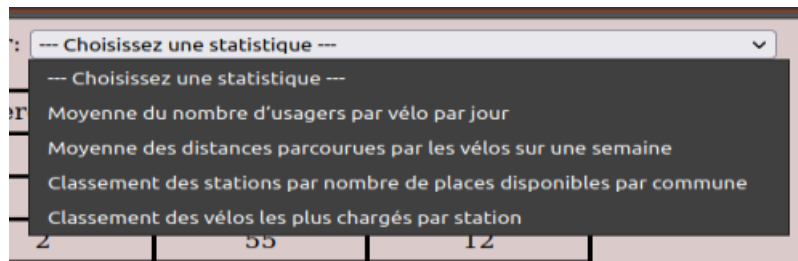 : --- Choisissez une statistique ---
--- Choisissez une statistique ---
Moyenne du nombre d’usagers par vélo par jour
Moyenne des distances parcourues par les vélos sur une semaine
Classement des stations par nombre de places disponibles par commune
Classement des vélos les plus chargés par station
2 55 12